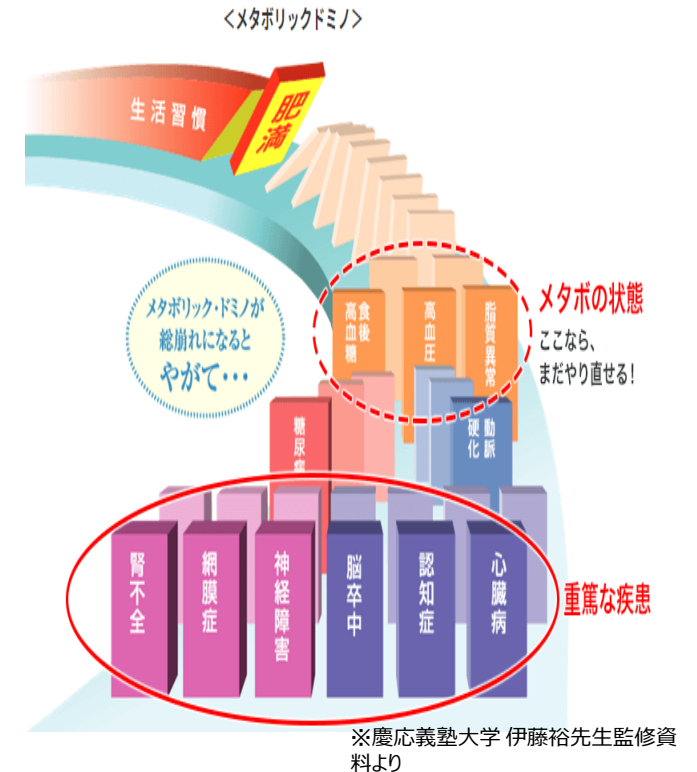 ＜メタボリックドミノ＞
生活習慣
肥満
メタボリック・ドミノが
総崩れになると
やがて・・・
食後
高血糖
高血圧
脂質異常
メタボの状態
ここなら、
まだやり直せる！
糖尿病
動脈
硬化
腎不全
網膜症
神経障害
脳卒中
認知症
心臓病
重篤な疾患
※慶応義塾大学 伊藤裕先生監修資
料より